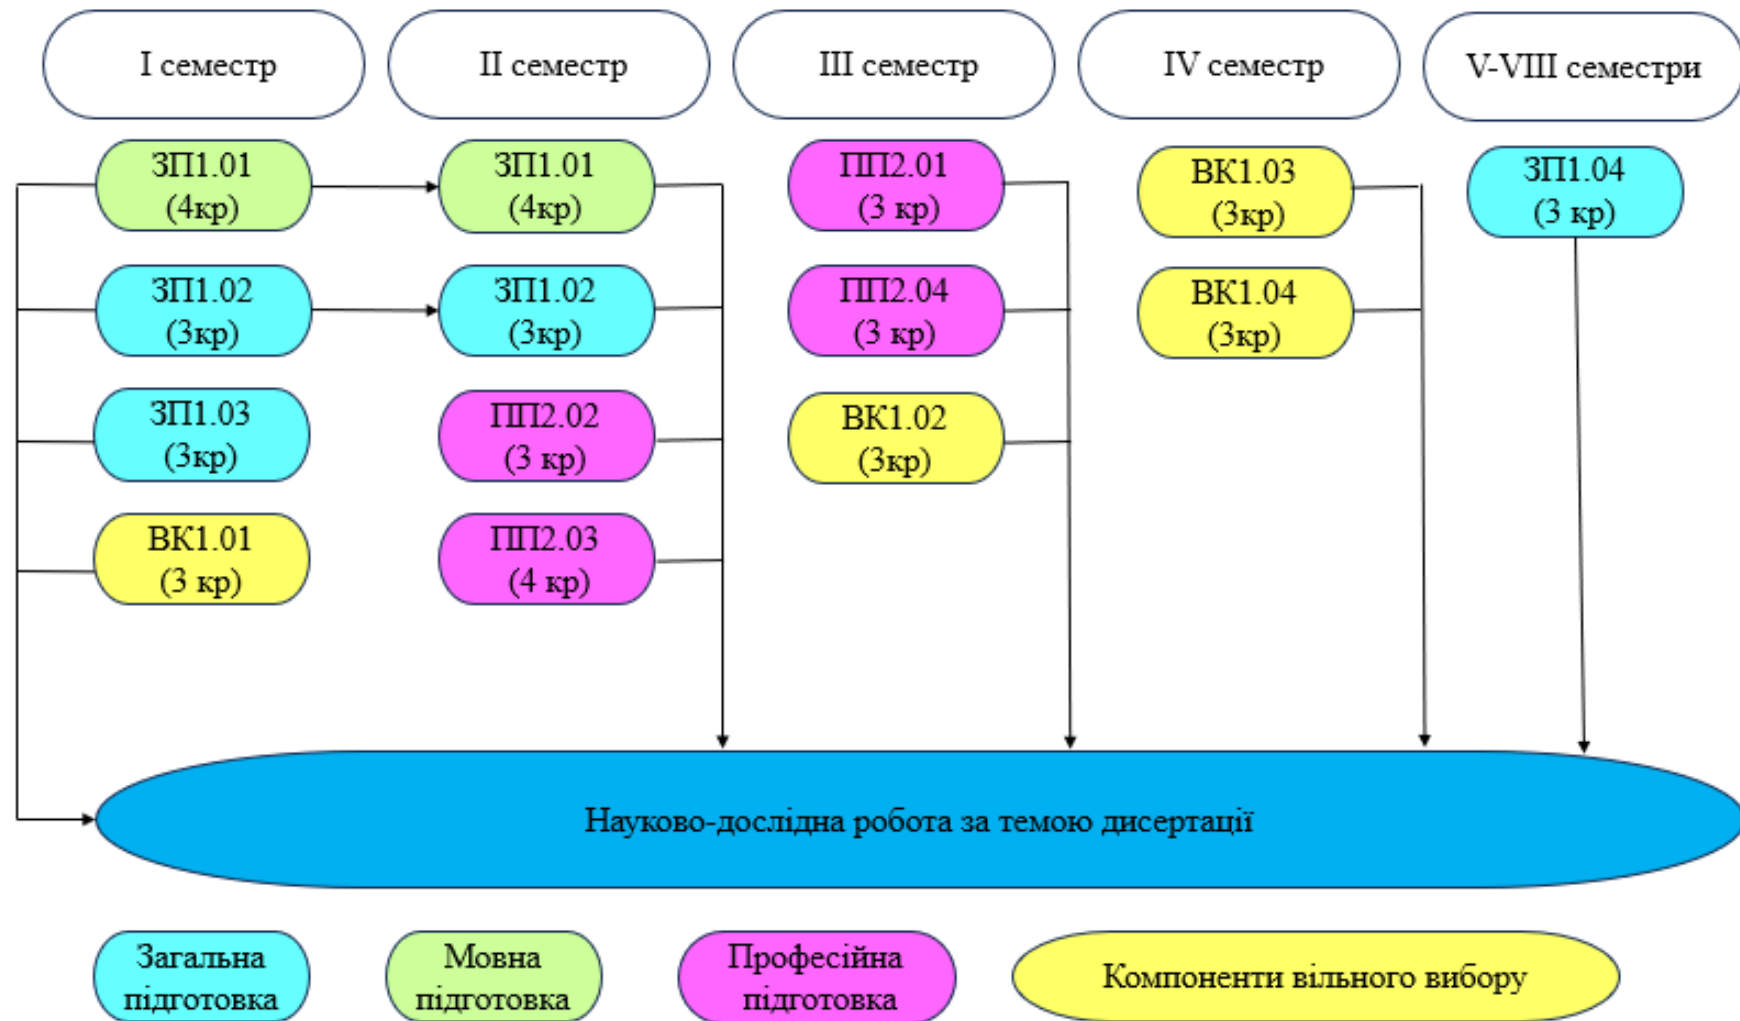 I семестр
II семестр
III семестр
IV семестр
V-VIII семестри
ЗП1.01
(4кр)
ЗП1.01
(4кр)
ПП2.01
(3 кр)
ВК1.03
(3кр)
ЗП1.04
(3 кр)
ЗП1.02
(3кр)
ЗП1.02
(3кр)
ПП2.04
(3 кр)
ВК1.04
(3кр)
ЗП1.03
(3кр)
ПП2.02
(3 кр)
ВК1.02
(3кр)
ВК1.01
(3 кр)
ПП2.03
(4 кр)
Науково-дослідна робота за темою дисертації
Загальна
підготовка
Мовна
підготовка
Професійна
підготовка
Компоненти вільного вибору